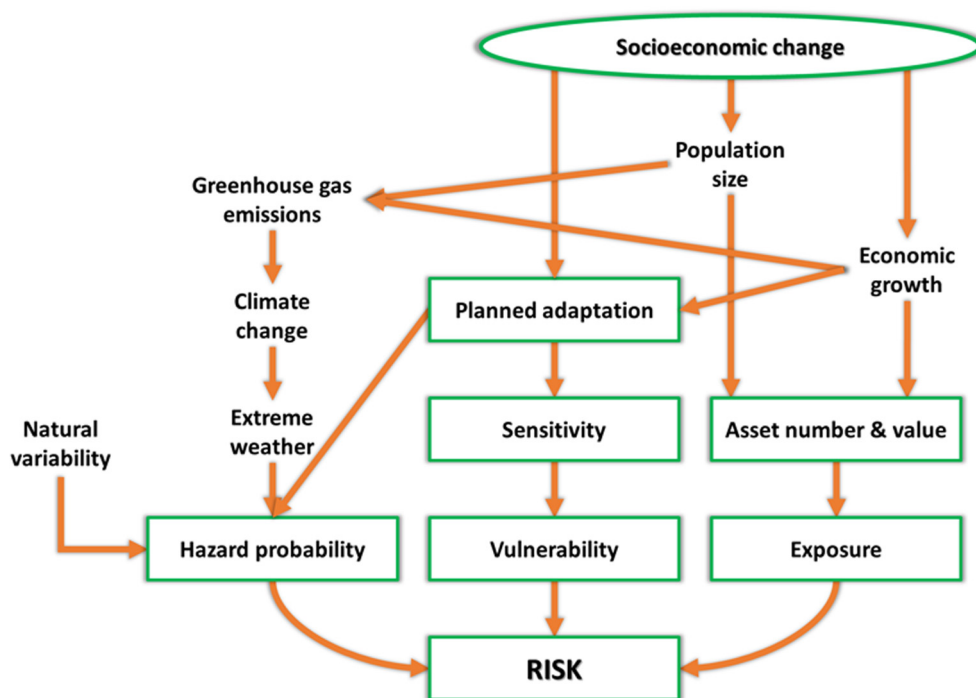 Socioeconomic change
Population
size
Greenhouse gas
emissions
Economic
growth
Climate
change
Planned adaptation
Natural
variability
Extreme
weather
Sensitivity
Asset number & value
Hazard probability
Vulnerability
Exposure
RISK